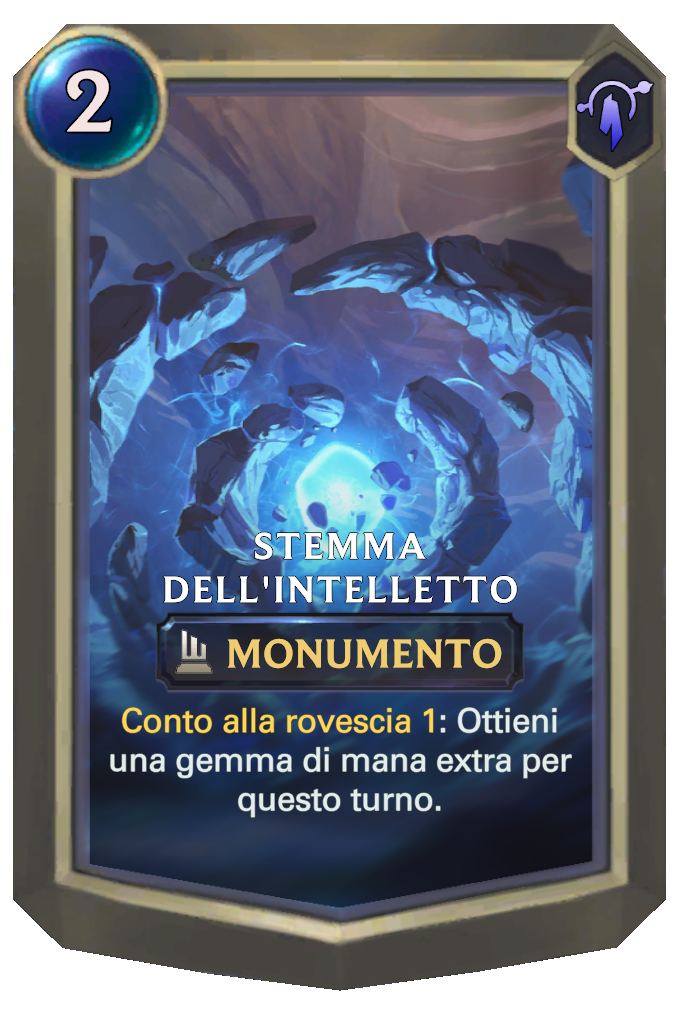 2
STEMMA
DELL'INTELLETTO
MONUMENTO
Conto alla rovescia 1: Ottieni
una gemma di mana extra per
questo turno.